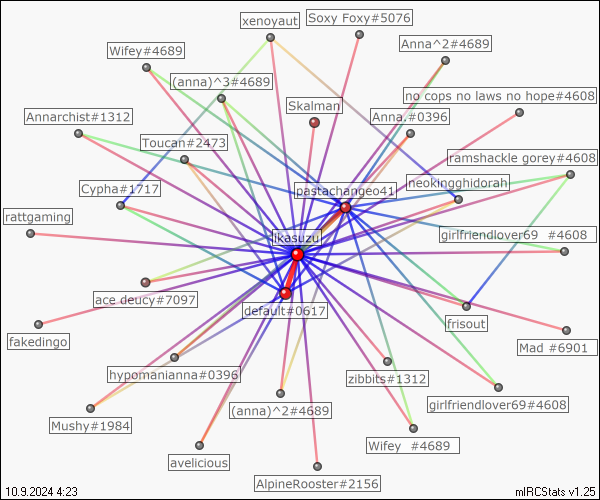 xenoyaut
Soxy Foxy#5076
Anna^2#4689
Wifey#4689
(anna)^3#4689
no cops no laws no hope#4608
Skalman
Annarchist#1312
Anna.#0396
Toucan#2473
ramshackle gorey#4608
Cypha#1717
pastachangeo41
neokingghidorah
rattgaming
ikasuzu
girlfriendlover69 #4608
ace deucy#7097
default#0617
frisout
fakedingo
Mad #6901
hypomanianna#0396
zibbits#1312
(anna)^2#4689
girlfriendlover69#4608
Mushy#1984
Wifey #4689
avelicious
AlpineRooster#2156
10.9.2024 4:23
mIRCStats v1.25